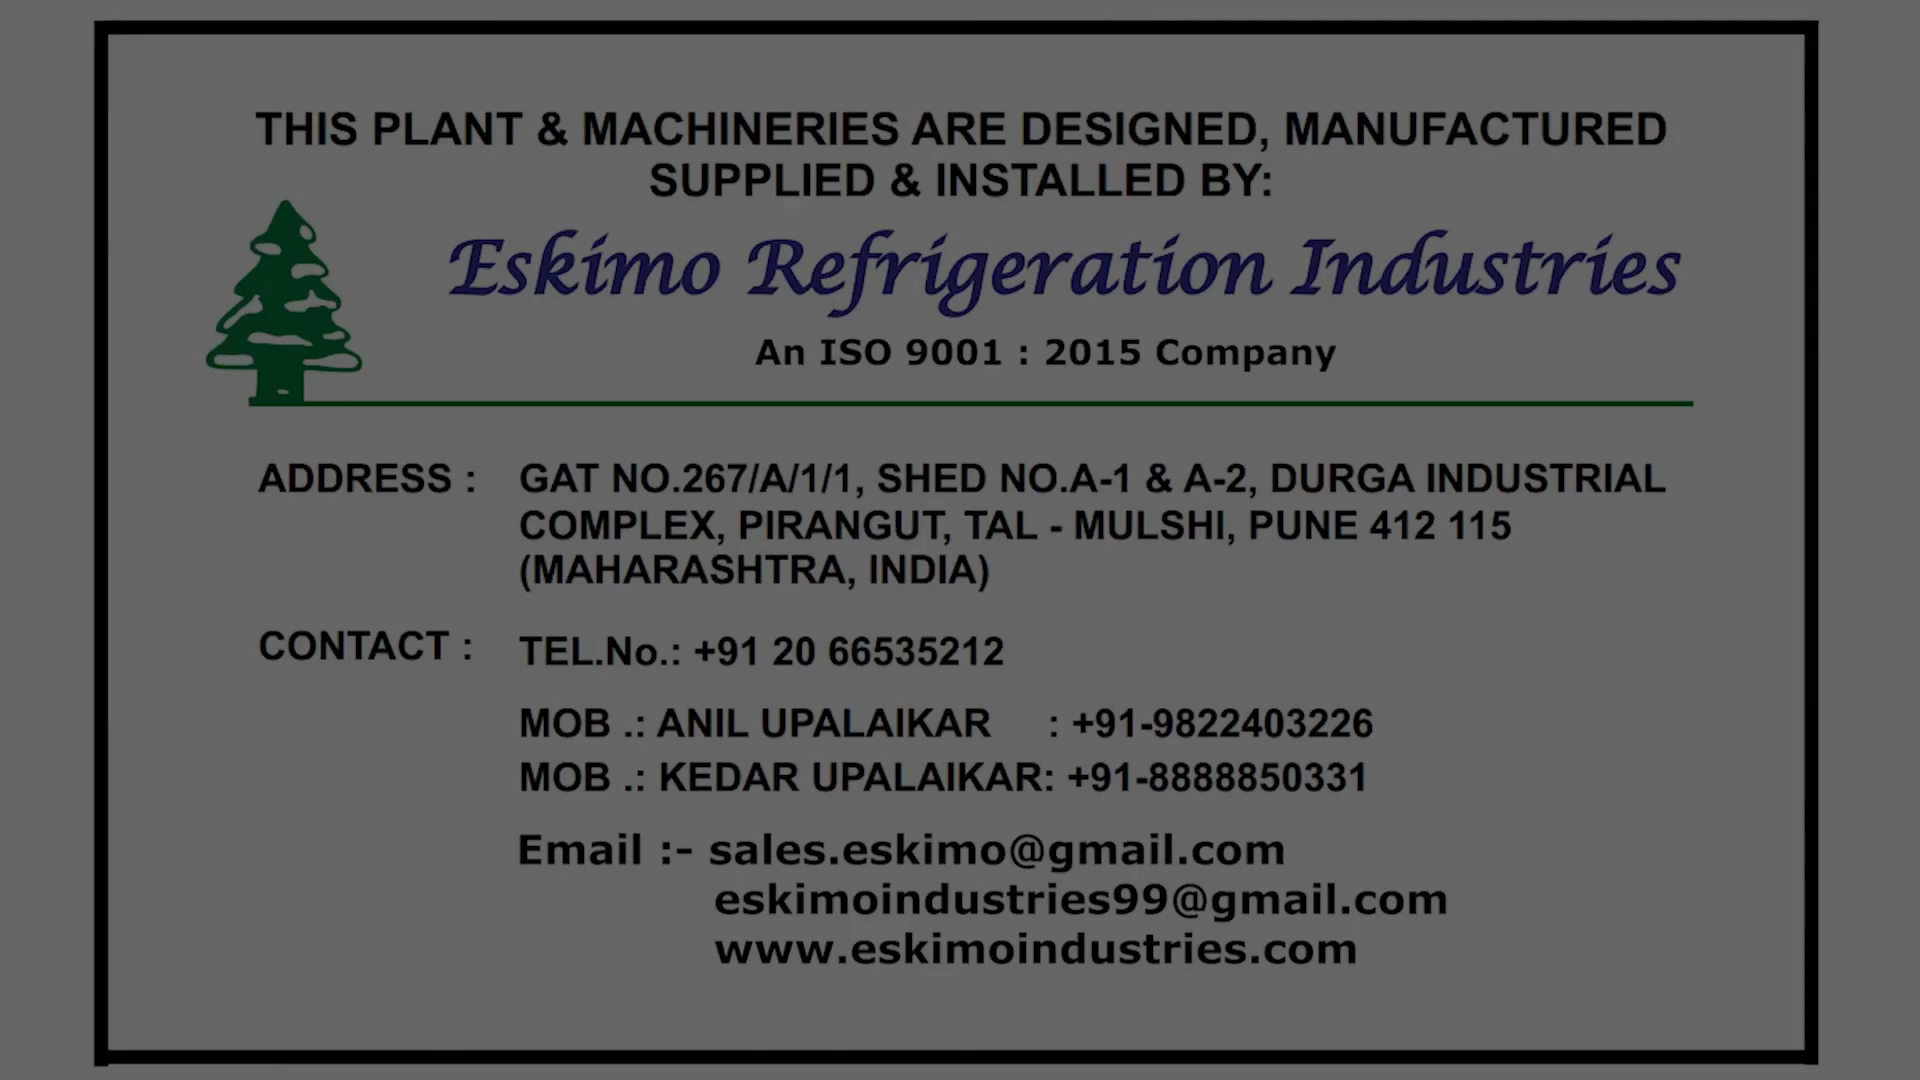 THIS PLANT & MACHINERIES ARE DESIGNED, MANUFACTURED
SUPPLIED & INSTALLED BY:
Eskimo Refrigeration Industries
An ISO 9001 : 2015 Company
ADDRESS : GAT NO.267/A/1/1, SHED NO.A-1 & A-2, DURGA INDUSTRIAL
COMPLEX, PIRANGUT, TAL - MULSHI, PUNE 412 115
(MAHARASHTRA, INDIA)
CONTACT : TEL.No.: +91 20 66535212
MOB .: ANIL UPALAIKAR : +91-9822403226
MOB .: KEDAR UPALAIKAR: +91-8888850331
Email :- sales.eskimo@gmail.com
eskimoindustries99@gmail.com
www.eskimoindustries.com